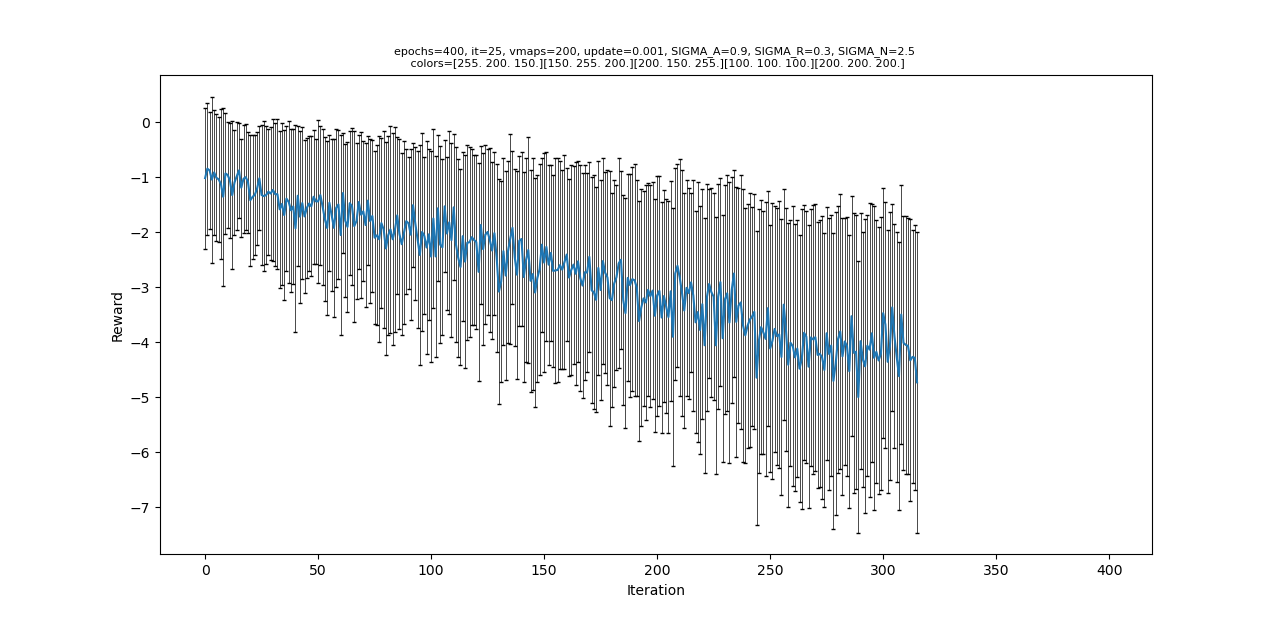 epochs=400, it=25, vmaps=200, update=0.001, SIGMA_A=0.9, SIGMA_R=0.3, SIGMA_N=2.5
colors=[255. 200. 150.][150. 255. 200.][200. 150. 255.][100. 100. 100.][200. 200. 200.]
0
−1
−2
−3
−4
−5
−6
−7
Reward
0 50 100 150 200 250 300 350 400
Iteration